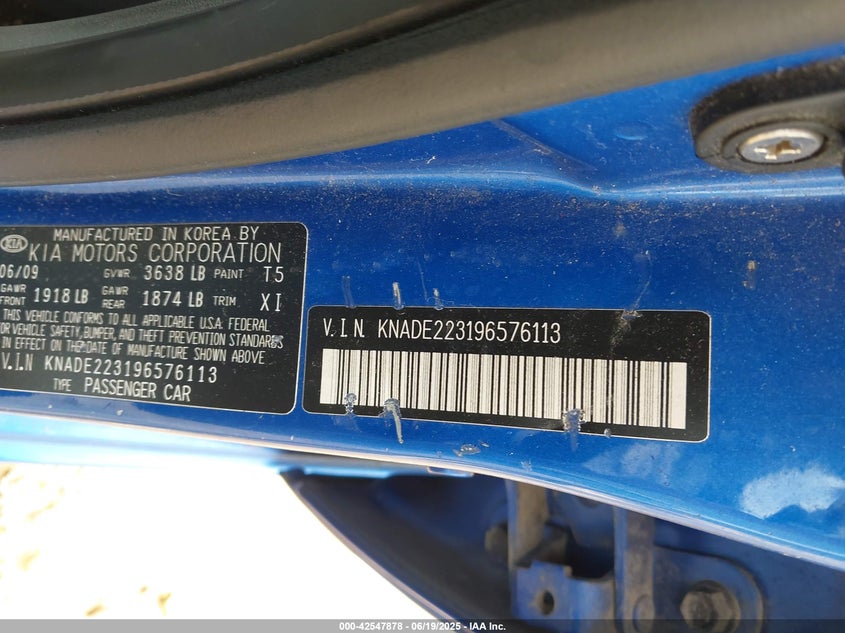 MANUFACTURED IN KOREA BY
KIA KIA MOTORS CORPORATION
06/09 GVWR 3638 LB PAINT T5
GAWR FRONT 1918 LB GAWR REAR 1874 LB TRIM XI
THIS VEHICLE CONFORMS TO ALL APPLICABLE U.S.A. FEDERAL
OR VEHICLE SAFETY, BUMPER, AND THEFT PREVENTION STANDARDS
IN EFFECT ON THE DATE OF MANUFACTURE SHOWN ABOVE
V.I.N KNADE223196576113
TYPE PASSENGER CAR
V.I.N. KNADE223196576113
000-42547878 - 06/19/2025 - IAA Inc.